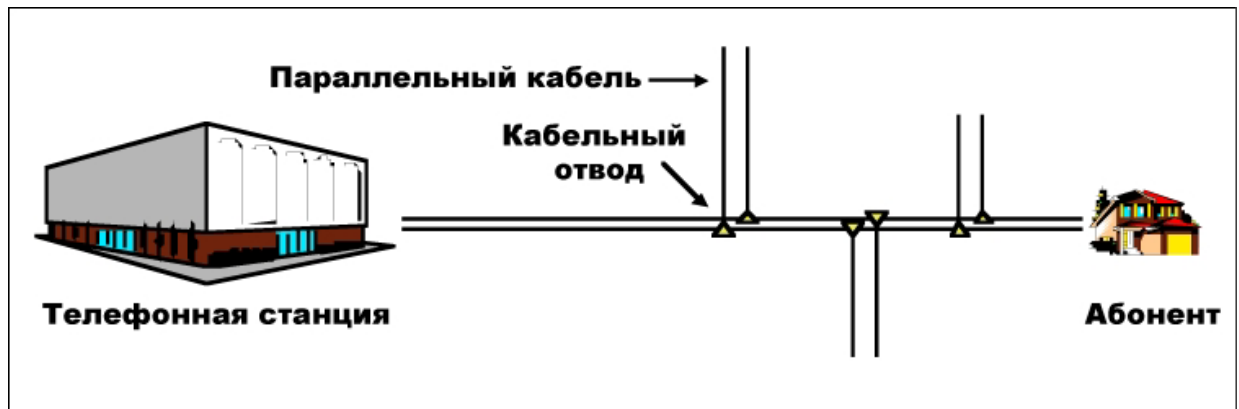 Параллельный кабель
Кабельный
отвод
Телефонная станция
Абонент